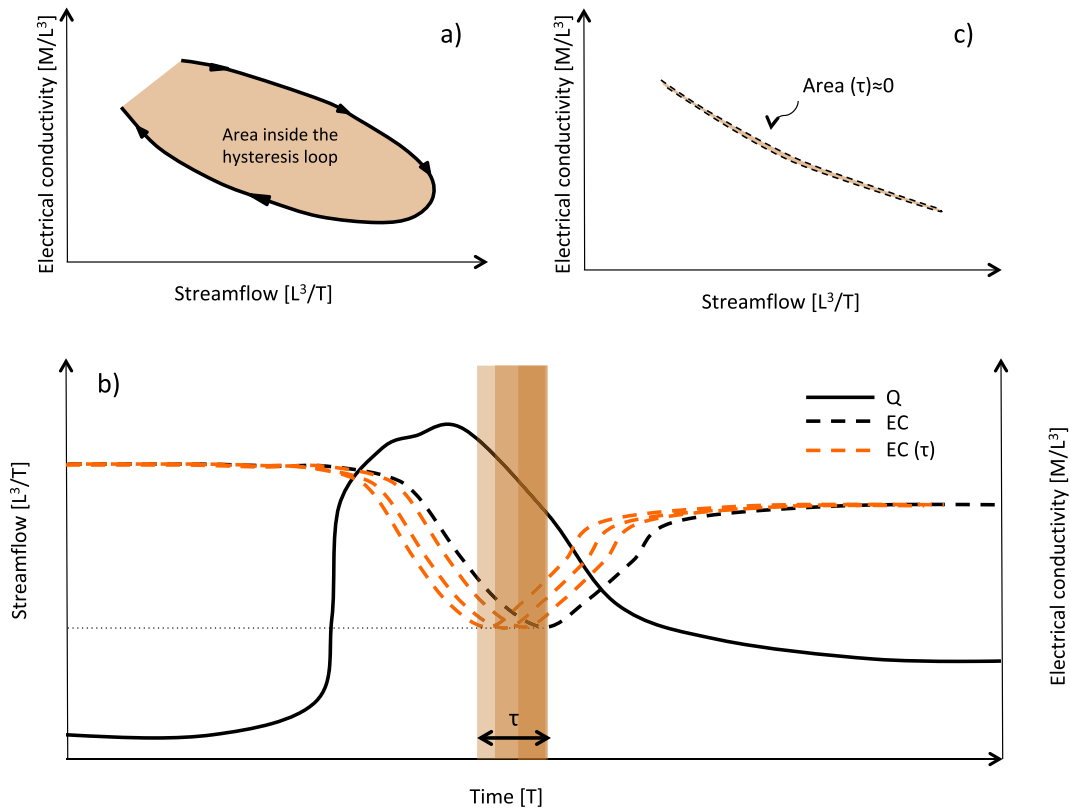 a)
Electrical conductivity [M/L³]
Area inside the
hysteresis loop
Streamflow [L³/T]
c)
Electrical conductivity [M/L³]
Area (τ)≈0
Streamflow [L³/T]
b)
Streamflow [L³/T]
Q
EC
EC (τ)
τ
Electrical conductivity [M/L³]
Time [T]